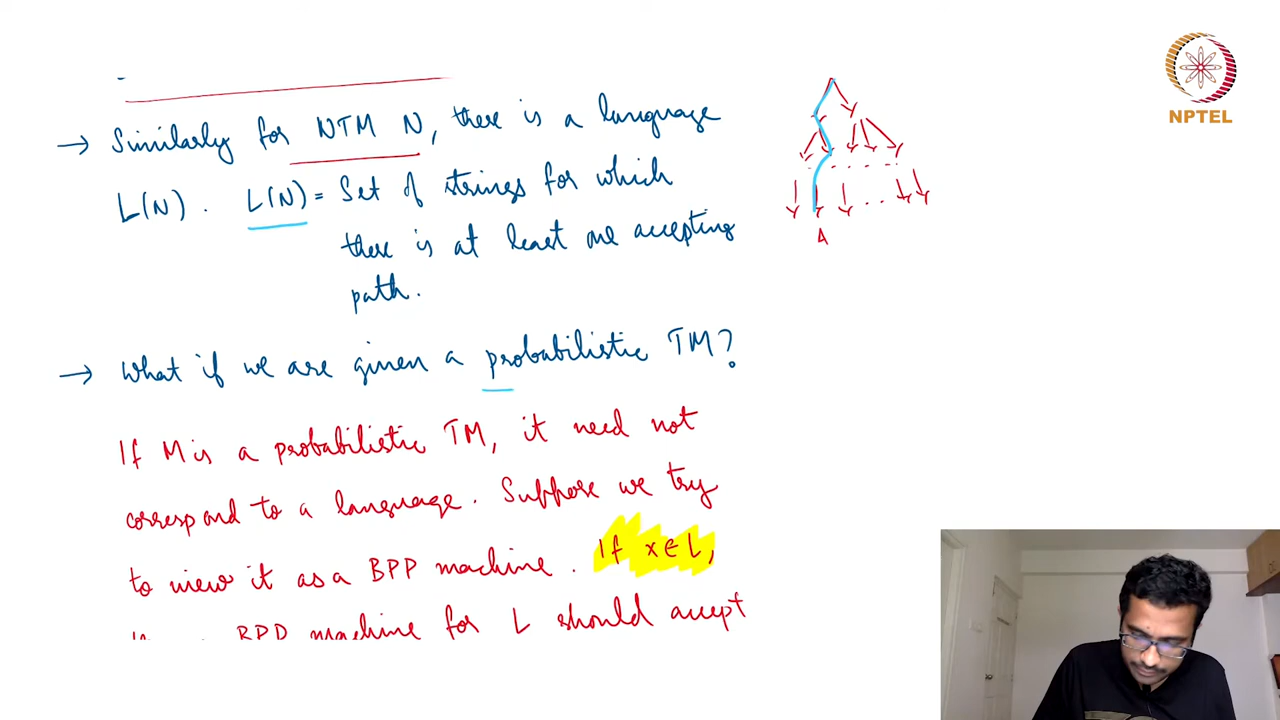 → Similarly for NTM N, there is a language
L(N). L(N) = Set of strings for which
there is at least one accepting
path.
→ What if we are given a probabilistic TM?
If M is a probabilistic TM, it need not
correspond to a language. Suppose we try
to view it as a BPP machine. If x ∈ L,
machine for L should accept
A
NPTEL